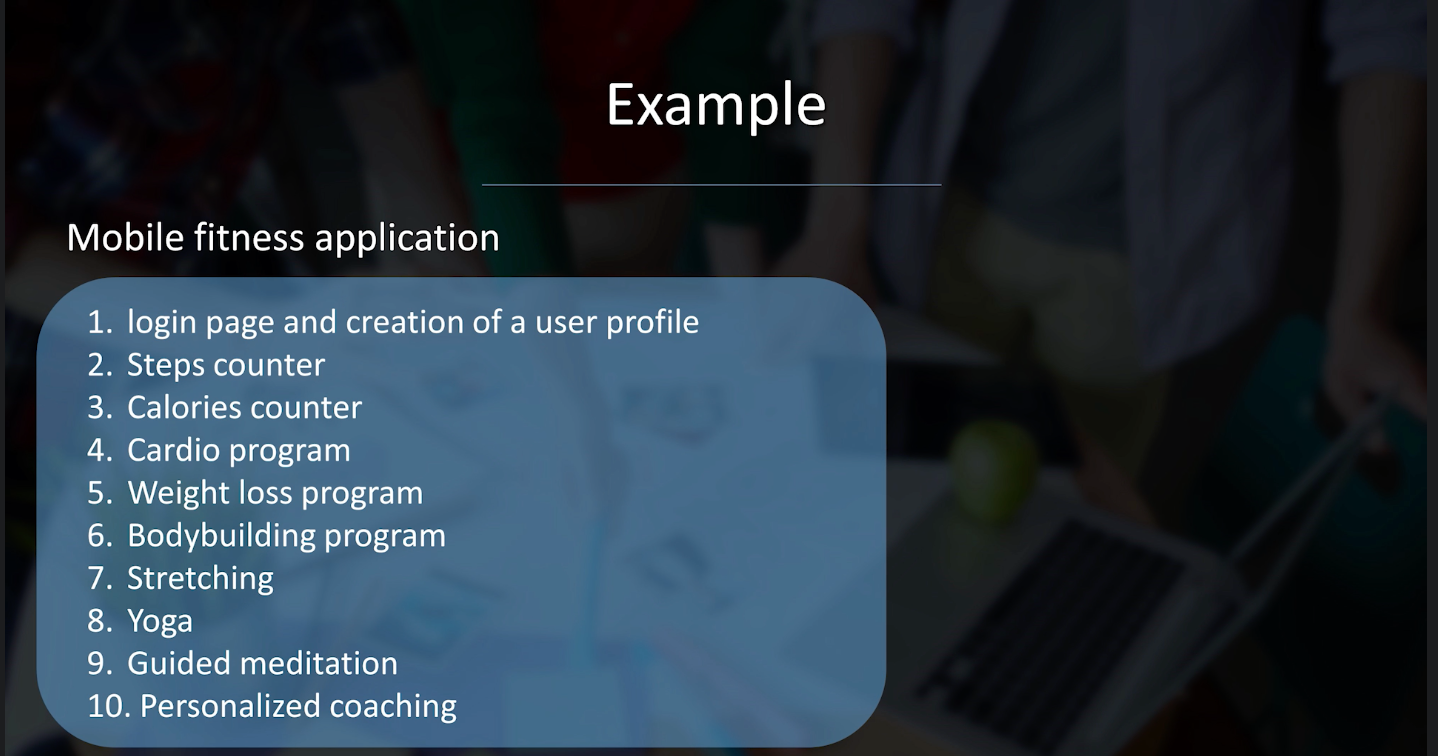 Example
Mobile fitness application
1. login page and creation of a user profile
2. Steps counter
3. Calories counter
4. Cardio program
5. Weight loss program
6. Bodybuilding program
7. Stretching
8. Yoga
9. Guided meditation
10. Personalized coaching